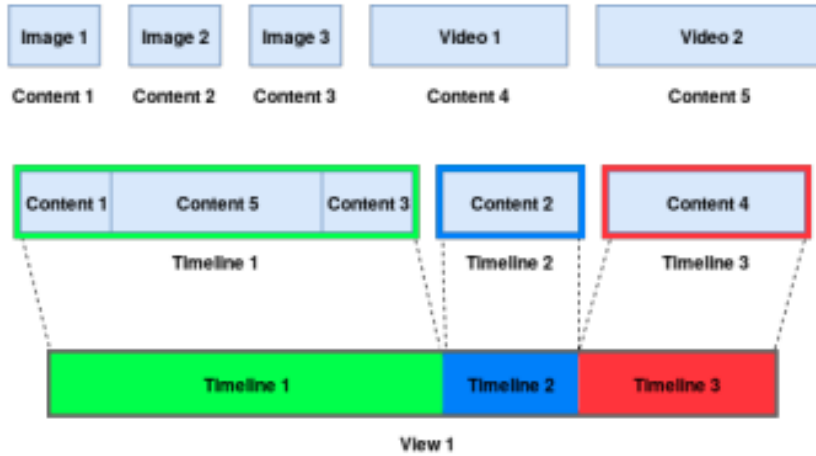 Image 1 Image 2 Image 3 Video 1 Video 2
Content 1 Content 2 Content 3 Content 4 Content 5
Content 1 Content 5 Content 3 Content 2 Content 4
Timeline 1 Timeline 2 Timeline 3
Timeline 1 Timeline 2 Timeline 3
View 1